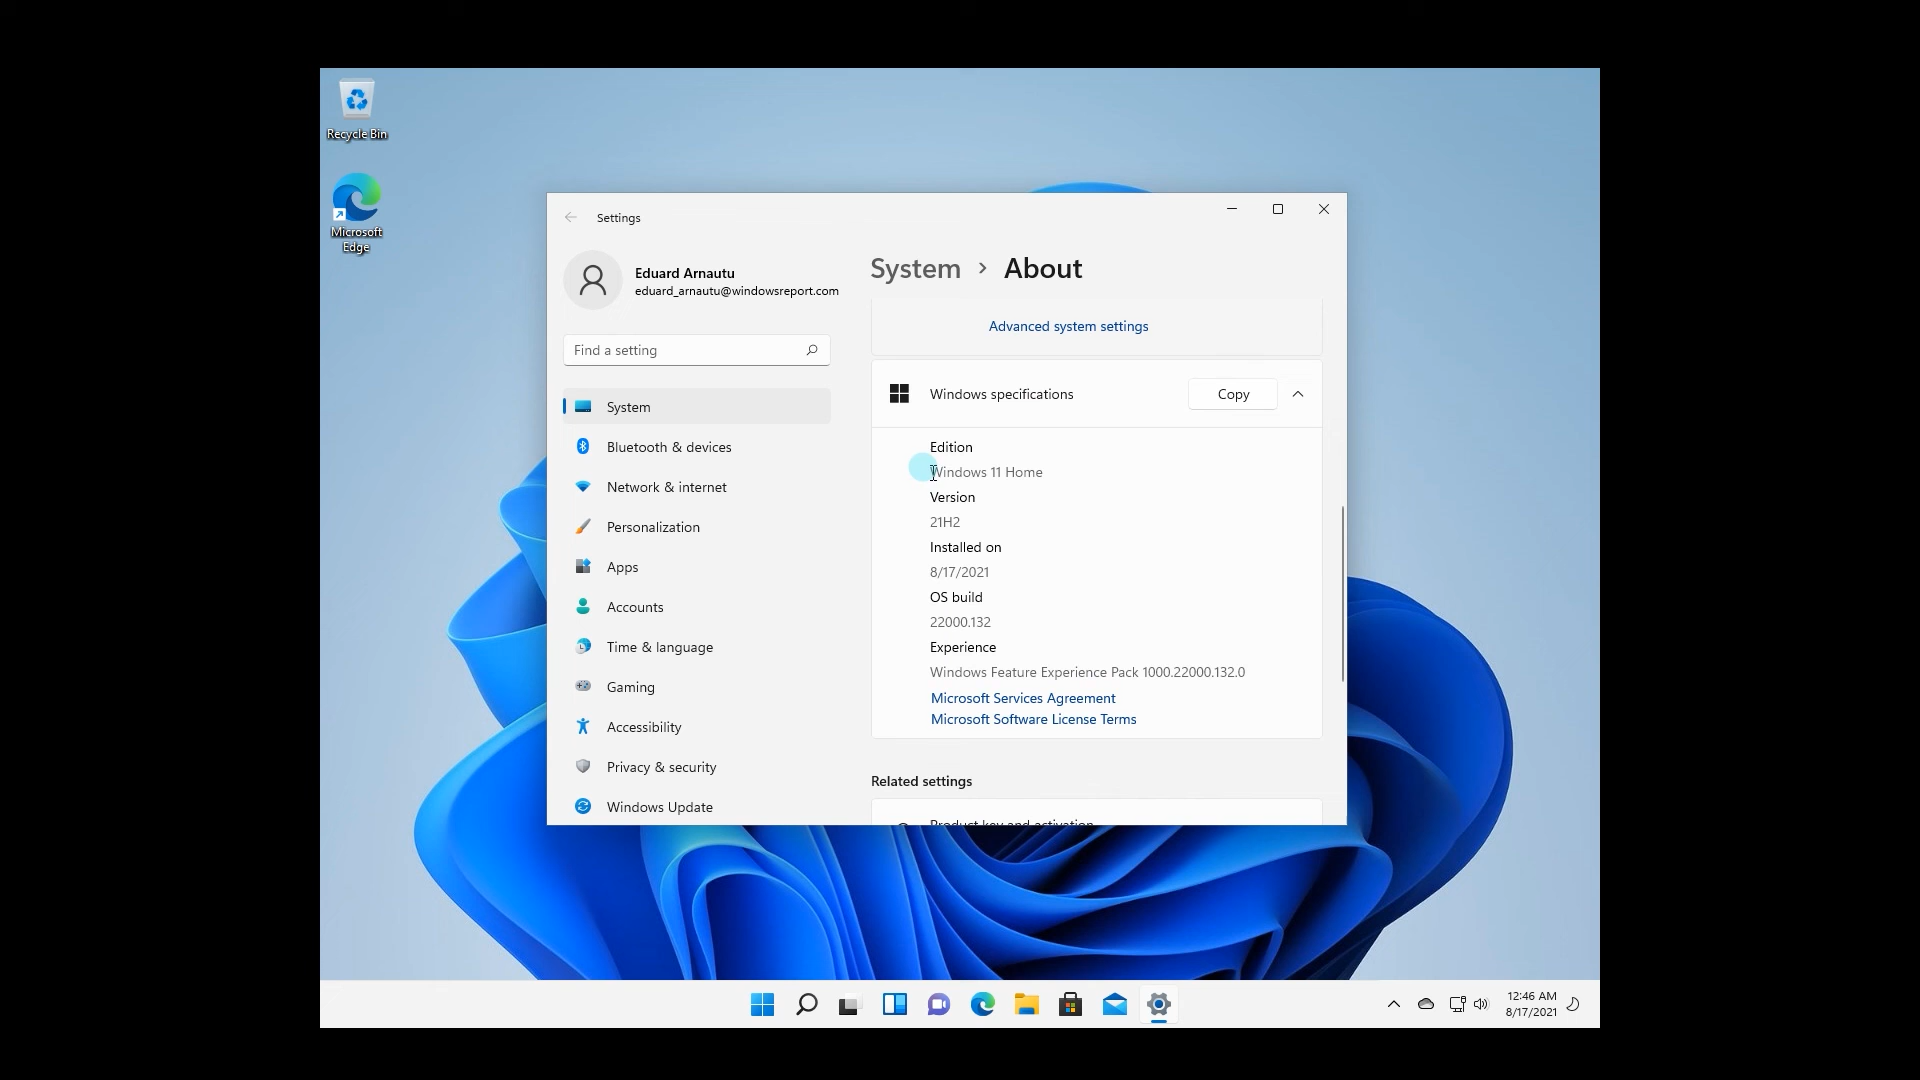 Recycle Bin
Microsoft
Edge
Settings
Eduard Arnautu
eduard_arnautu@windowsreport.com
Find a setting
System
Bluetooth & devices
Network & internet
Personalization
Apps
Accounts
Time & language
Gaming
Accessibility
Privacy & security
Windows Update
System > About
Advanced system settings
Windows specifications
Copy
Edition
Windows 11 Home
Version
21H2
Installed on
8/17/2021
OS build
22000.132
Experience
Windows Feature Experience Pack 1000.22000.132.0
Microsoft Services Agreement
Microsoft Software License Terms
Related settings
Product key and activation
12:46 AM
8/17/2021